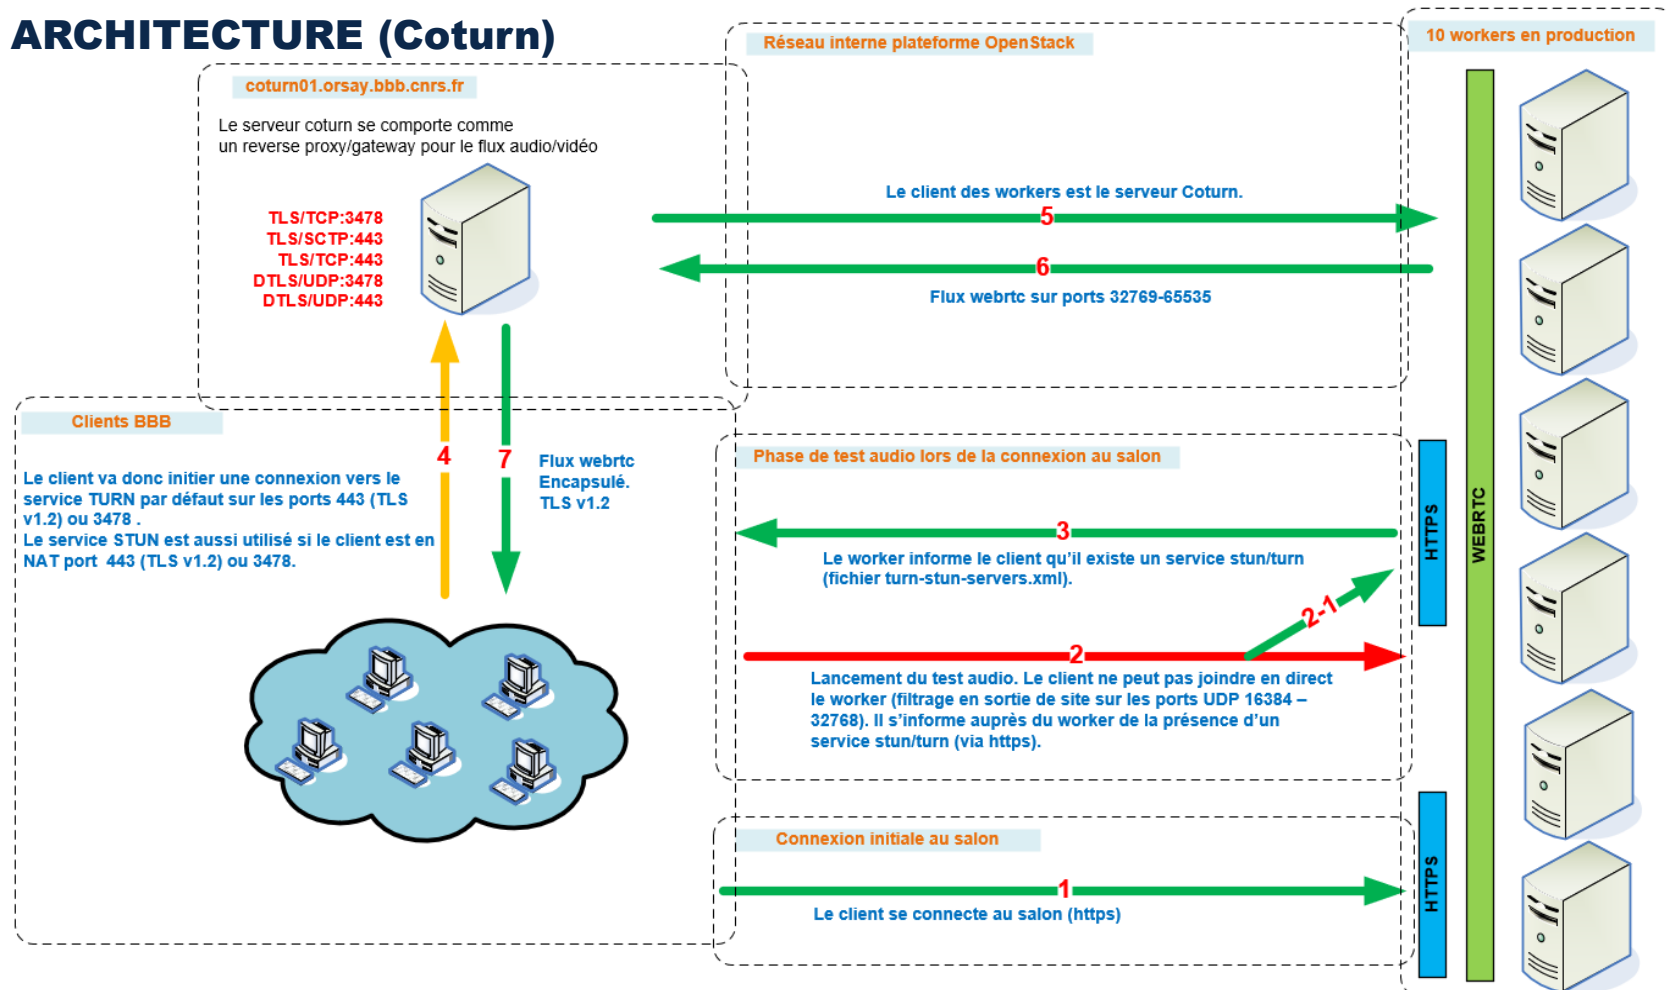 ARCHITECTURE (Coturn)
Réseau interne plateforme OpenStack
10 workers en production
coturn01.orsay.bbb.cnrs.fr
Le serveur coturn se comporte comme
un reverse proxy/gateway pour le flux audio/vidéo
TLS/TCP:3478
TLS/SCTP:443
TLS/TCP:443
DTLS/UDP:3478
DTLS/UDP:443
Le client des workers est le serveur Coturn.
5
6
Flux webrtc sur ports 32769-65535
Clients BBB
Le client va donc initier une connexion vers le
service TURN par défaut sur les ports 443 (TLS
v1.2) ou 3478 .
Le service STUN est aussi utilisé si le client est en
NAT port 443 (TLS v1.2) ou 3478.
4
7
Flux webrtc
Encapsulé.
TLS v1.2
Phase de test audio lors de la connexion au salon
3
Le worker informe le client qu'il existe un service stun/turn
(fichier turn-stun-servers.xml).
2-1
2
Lancement du test audio. Le client ne peut pas joindre en direct
le worker (filtrage en sortie de site sur les ports UDP 16384 –
32768). Il s'informe auprès du worker de la présence d'un
service stun/turn (via https).
HTTPS
WEBRTC
Connexion initiale au salon
1
Le client se connecte au salon (https)
HTTPS